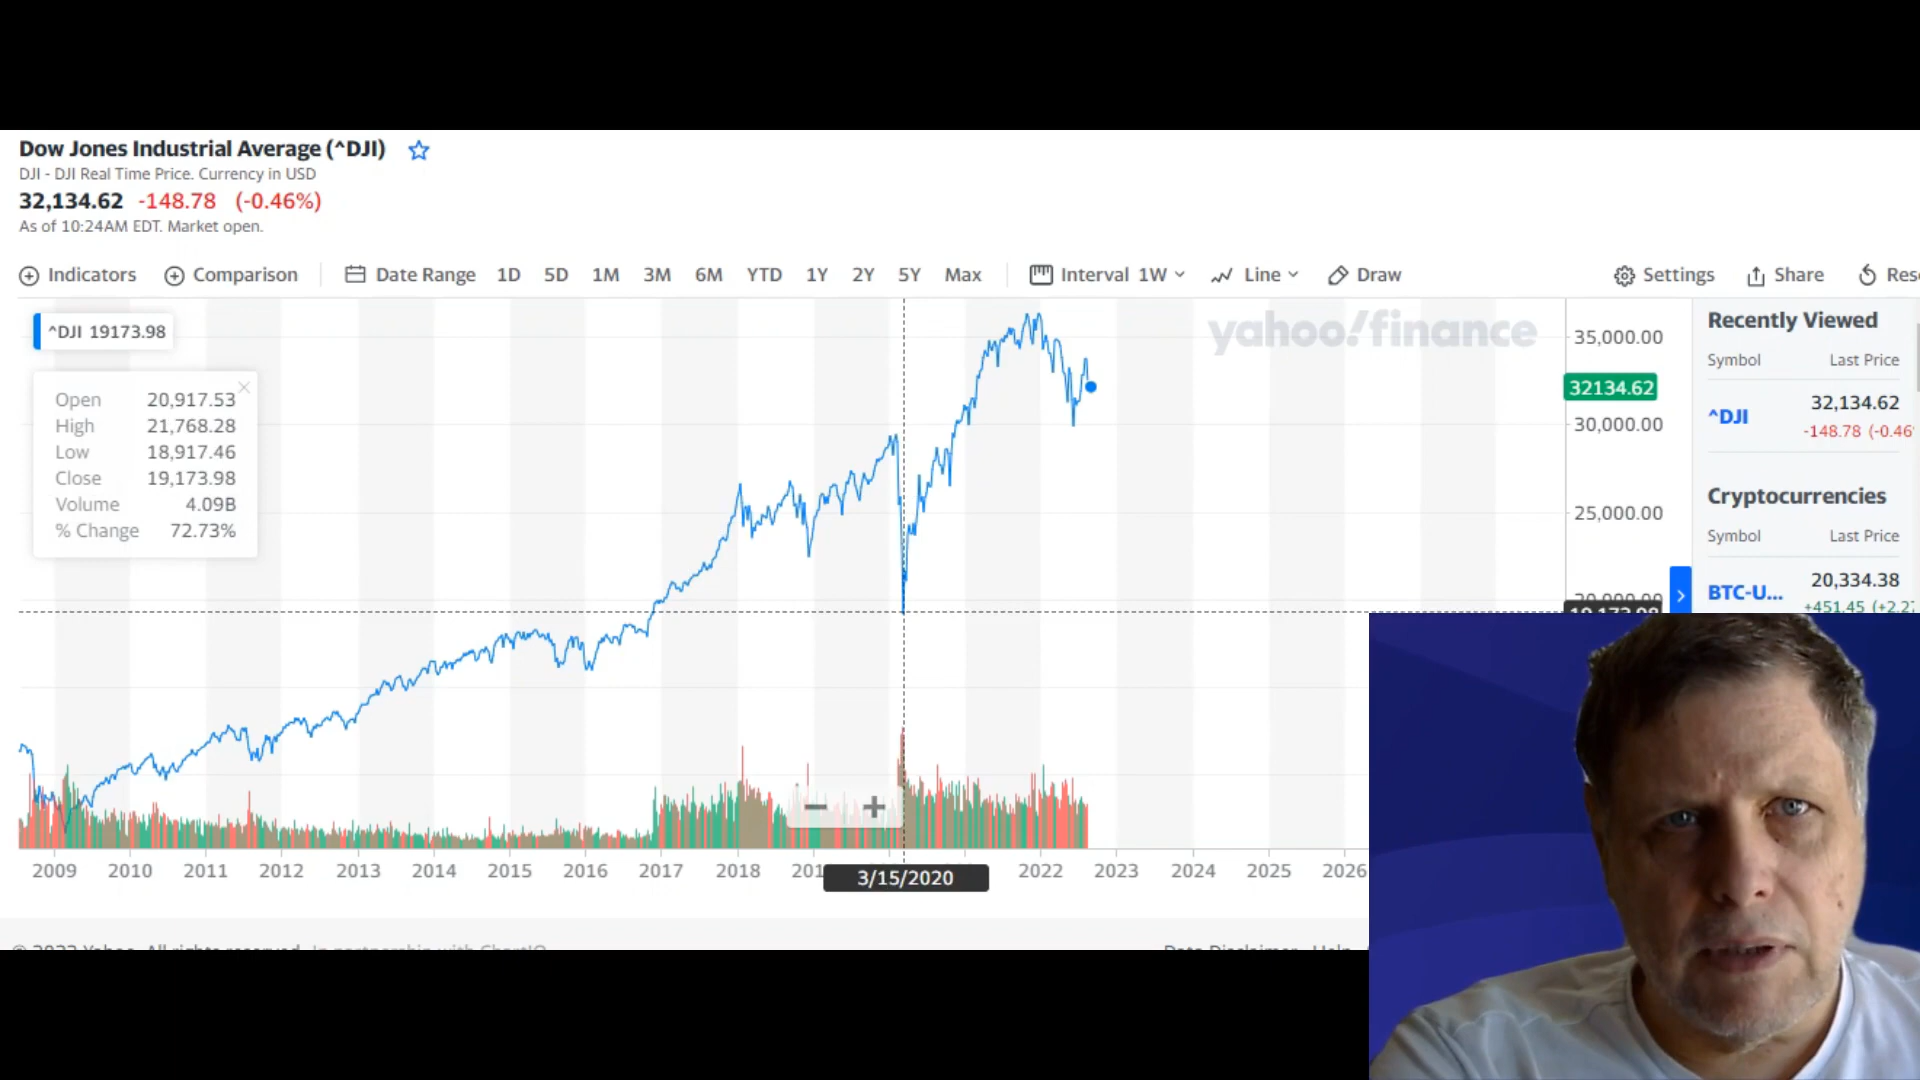 Dow Jones Industrial Average (^DJI)
DJI - DJI Real Time Price. Currency in USD
32,134.62 -148.78 (-0.46%)
As of 10:24AM EDT. Market open.
Indicators Comparison Date Range 1D 5D 1M 3M 6M YTD 1Y 2Y 5Y Max Interval 1W Line Draw Settings Share
^DJI 19173.98
Open 20,917.53
High 21,768.28
Low 18,917.46
Close 19,173.98
Volume 4.09B
% Change 72.73%
yahoo!finance
35,000.00
32134.62
30,000.00
25,000.00
Recently Viewed
Symbol Last Price
^DJI 32,134.62
-148.78 (-0.46
Cryptocurrencies
Symbol Last Price
BTC-U... 20,334.38
+451.45 (+2.2
2009 2010 2011 2012 2013 2014 2015 2016 2017 2018 3/15/2020 2022 2023 2024 2025 2026